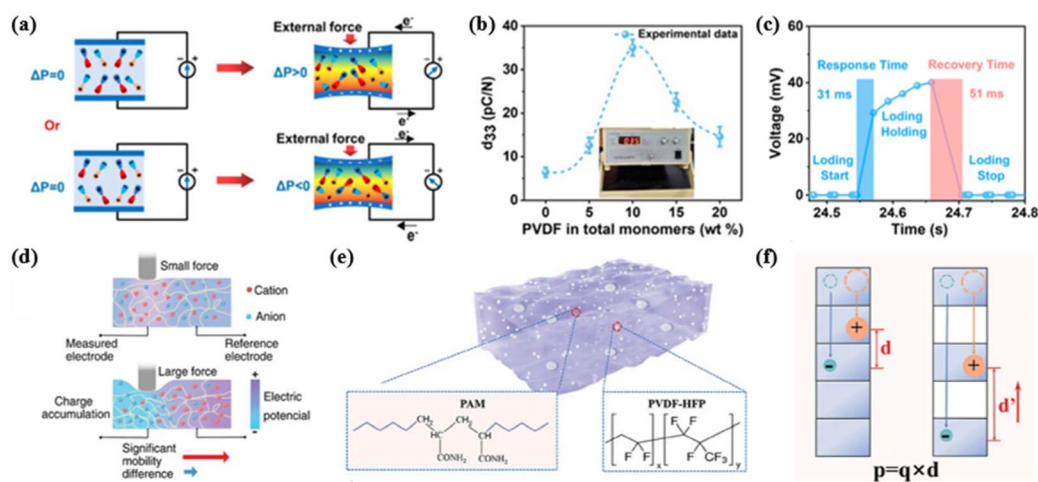 (a)
ΔP=0
- +
External force
e-
ΔP>0
- +
e-
Or
ΔP=0
- +
External force
e-
ΔP<0
- +
e-
(b)
Experimental data
d33 (pC/N)
40
30
20
10
0
0 5 10 15 20
PVDF in total monomers (wt %)
(c)
Voltage (mV)
60
40
20
0
Response Time
31 ms
Recovery Time
51 ms
Loding
Holding
Loding
Start
Loding
Stop
24.5 24.6 24.7 24.8
Time (s)
(d)
Small force
Cation
Anion
Measured
electrode
Reference
electrode
Large force
Charge
accumulation
+
Electric
potencial
-
Significant
mobility
difference
(e)
PAM
CH2 CH2
CH CH
CONH2 CONH2
PVDF-HFP
F F F
F F F CF3
x y
(f)
+
d
-
+
d'
-
p=q×d